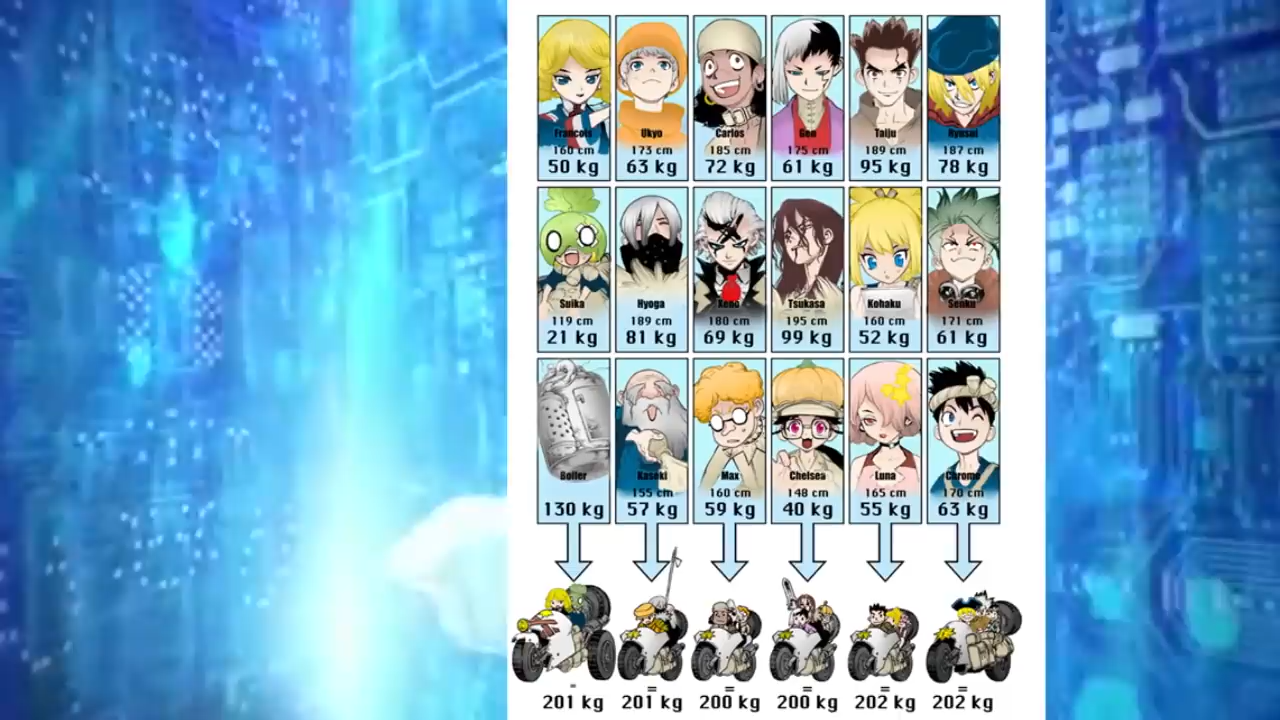 Francois Ukyo Carlos Gen Taiju Ryusui
160 cm 173 cm 185 cm 175 cm 189 cm 187 cm
50 kg 63 kg 72 kg 61 kg 95 kg 78 kg
Suika Hyoga Xeno Tsukasa Kohaku Senku
119 cm 189 cm 180 cm 195 cm 160 cm 171 cm
21 kg 81 kg 69 kg 99 kg 52 kg 61 kg
Boiler Kaseki Max Chelsea Luna Chrome
155 cm 160 cm 148 cm 165 cm 170 cm
130 kg 57 kg 59 kg 40 kg 55 kg 63 kg
= = = = = =
201 kg 201 kg 200 kg 200 kg 202 kg 202 kg